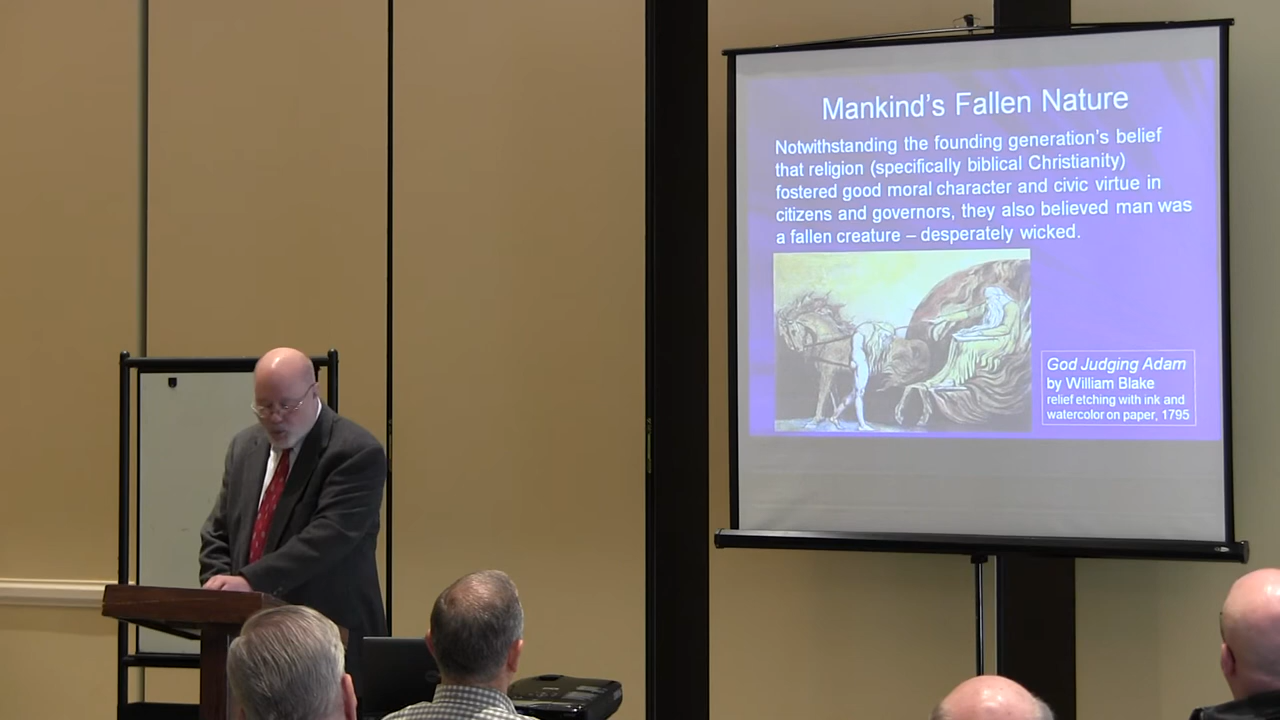 Mankind's Fallen Nature
Notwithstanding the founding generation's belief
that religion (specifically biblical Christianity)
fostered good moral character and civic virtue in
citizens and governors, they also believed man was
a fallen creature – desperately wicked.
God Judging Adam
by William Blake
relief etching with ink and
watercolor on paper, 1795